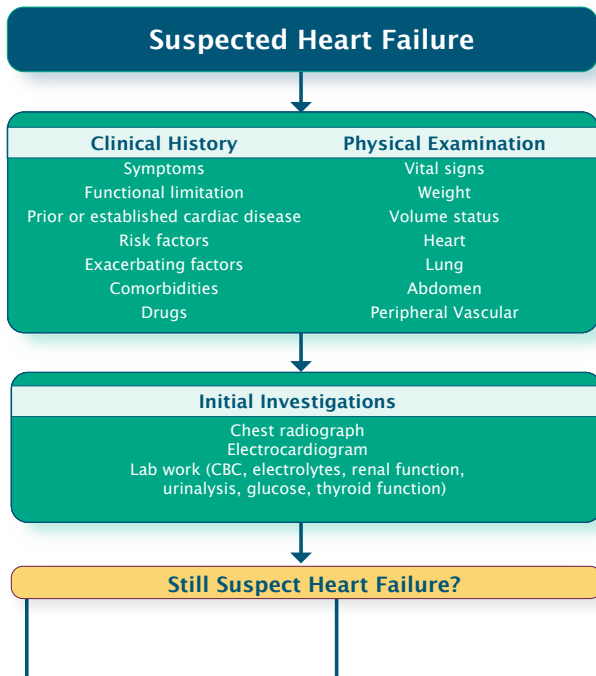 Suspected Heart Failure
Clinical History
Symptoms
Functional limitation
Prior or established cardiac disease
Risk factors
Exacerbating factors
Comorbidities
Drugs
Physical Examination
Vital signs
Weight
Volume status
Heart
Lung
Abdomen
Peripheral Vascular
Initial Investigations
Chest radiograph
Electrocardiogram
Lab work (CBC, electrolytes, renal function,
urinalysis, glucose, thyroid function)
Still Suspect Heart Failure?